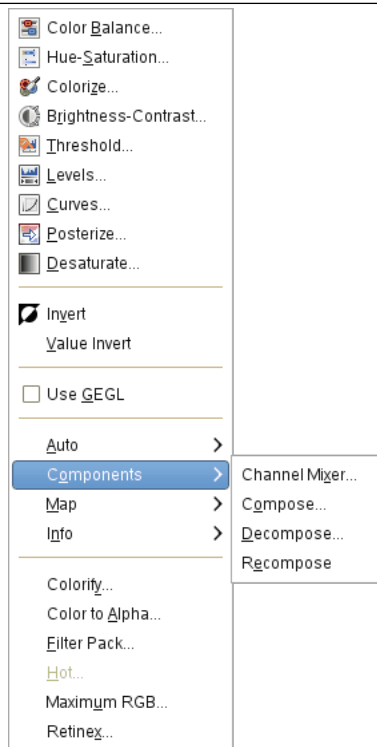 Color Balance...
Hue-Saturation...
Colorize...
Brightness-Contrast...
Threshold...
Levels...
Curves...
Posterize...
Desaturate...
Invert
Value Invert
Use GEGL
Auto
Components
Channel Mixer...
Compose...
Decompose...
Recompose
Map
Info
Colorify...
Color to Alpha...
Filter Pack...
Hot...
Maximum RGB...
Retinex...